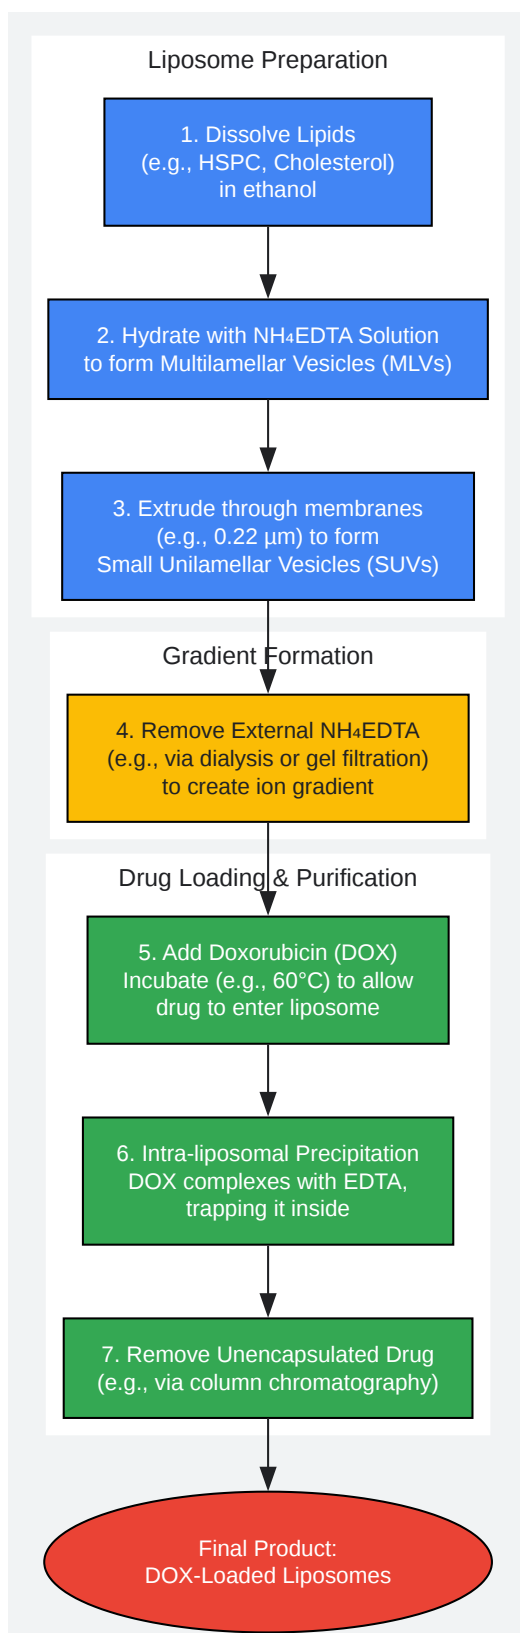 Liposome Preparation
1. Dissolve Lipids
(e.g., HSPC, Cholesterol)
in ethanol
2. Hydrate with NH₄EDTA Solution
to form Multilamellar Vesicles (MLVs)
3. Extrude through membranes
(e.g., 0.22 µm) to form
Small Unilamellar Vesicles (SUVs)
Gradient Formation
4. Remove External NH₄EDTA
(e.g., via dialysis or gel filtration)
to create ion gradient
Drug Loading & Purification
5. Add Doxorubicin (DOX)
Incubate (e.g., 60°C) to allow
drug to enter liposome
6. Intra-liposomal Precipitation
DOX complexes with EDTA,
trapping it inside
7. Remove Unencapsulated Drug
(e.g., via column chromatography)
Final Product:
DOX-Loaded Liposomes